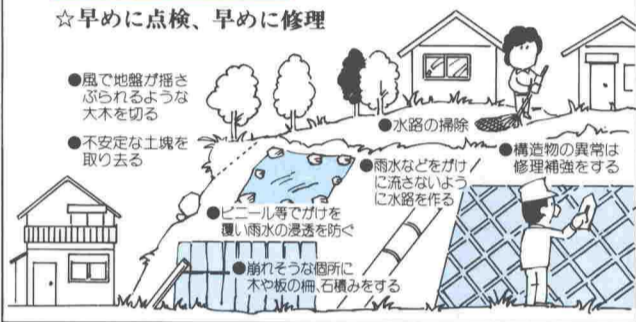 ☆早めに点検、早めに修理
●風で地盤が揺さ
ぶられるような
大木を切る
●不安定な土塊を
取り去る
●水路の掃除
●構造物の異常は
修理補強をする
●雨水などをがけ
に流さないよう
に水路を作る
●ビニール等でがけを
覆い雨水の浸透を防ぐ
●崩れそうな個所に
木や板の柵、石積みをする